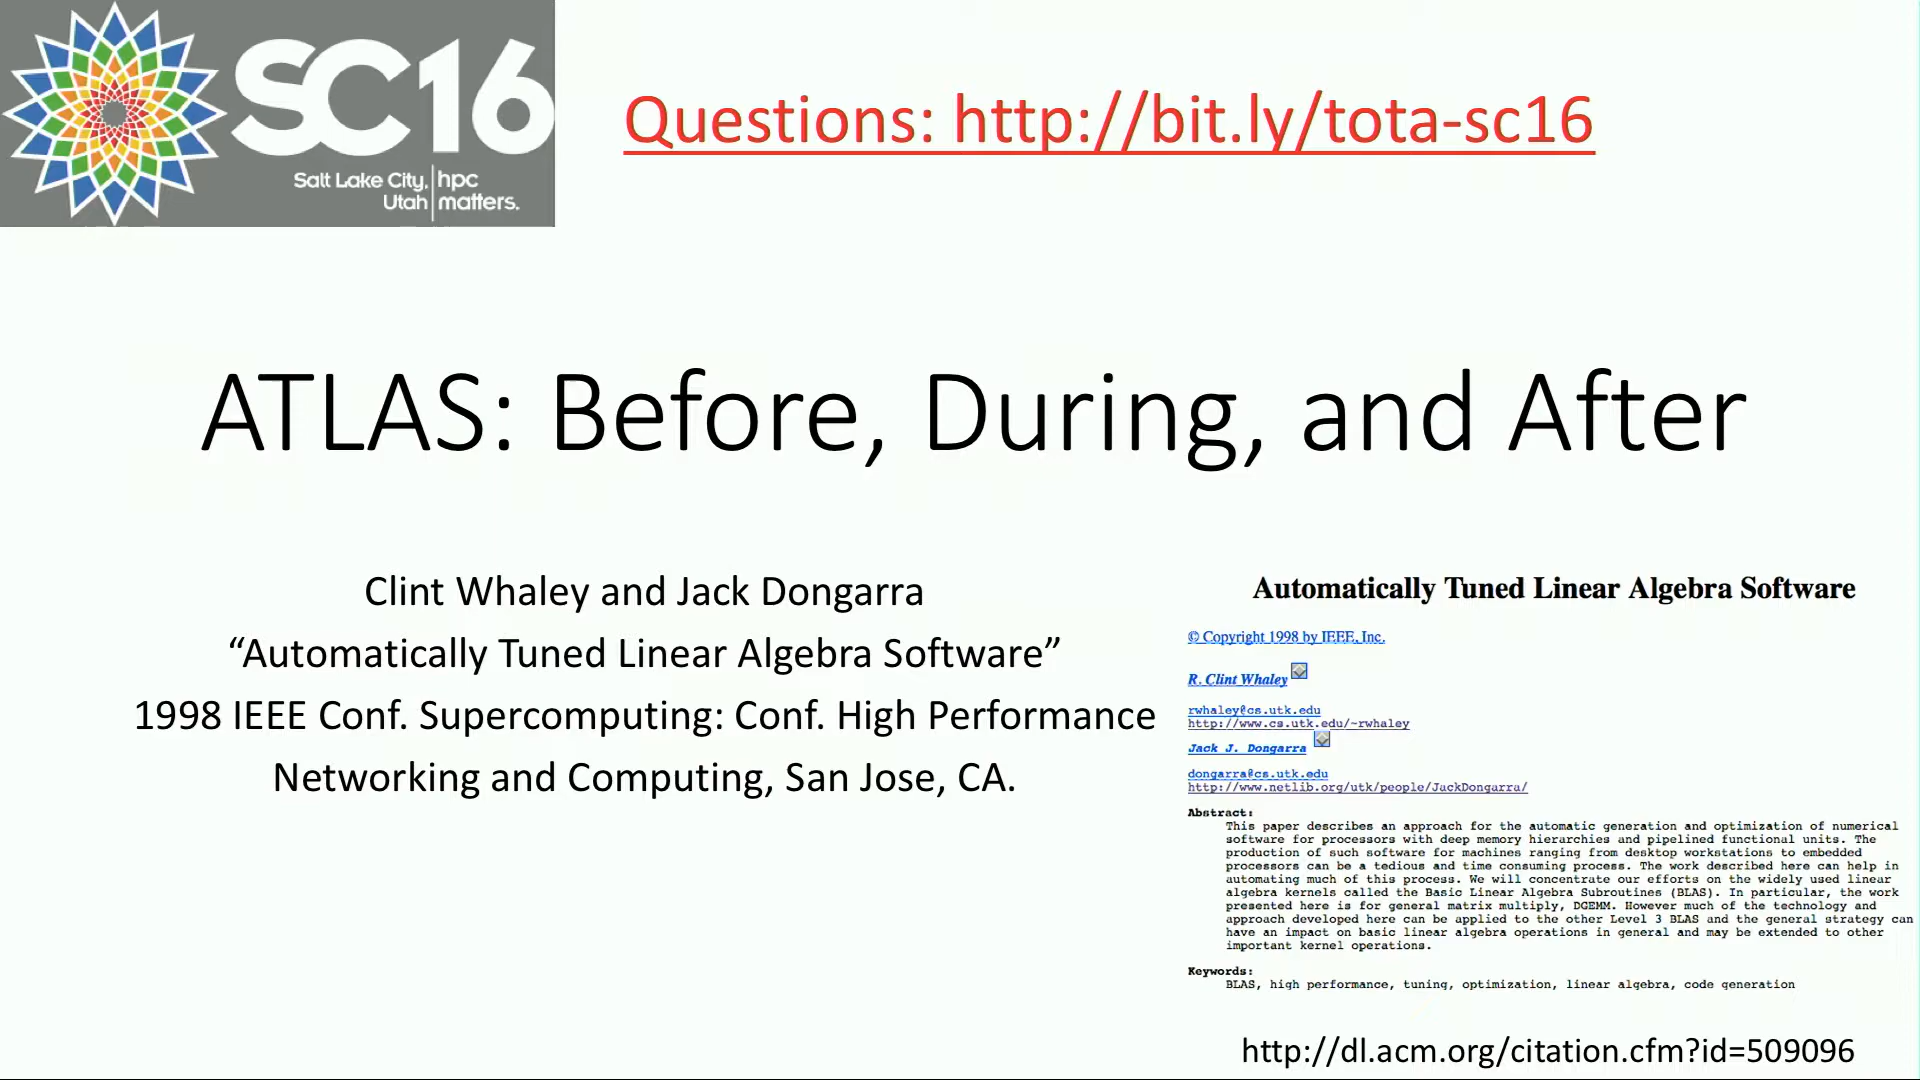 SC16
Salt Lake City, hpc
Utah matters.
Questions: http://bit.ly/tota-sc16
ATLAS: Before, During, and After
Clint Whaley and Jack Dongarra
“Automatically Tuned Linear Algebra Software”
1998 IEEE Conf. Supercomputing: Conf. High Performance
Networking and Computing, San Jose, CA.
Automatically Tuned Linear Algebra Software
© Copyright 1998 by IEEE, Inc.
R. Clint Whaley
rwhaley@cs.utk.edu
http://www.cs.utk.edu/~rwhaley
Jack J. Dongarra
dongarra@cs.utk.edu
http://www.netlib.org/utk/people/JackDongarra/
Abstract:
This paper describes an approach for the automatic generation and optimization of numerical
software for processors with deep memory hierarchies and pipelined functional units. The
production of such software for machines ranging from desktop workstations to embedded
processors can be a tedious and time consuming process. The work described here can help in
automating much of this process. We will concentrate our efforts on the widely used linear
algebra kernels called the Basic Linear Algebra Subroutines (BLAS). In particular, the work
presented here is for general matrix multiply, DGEMM. However much of the technology and
approach developed here can be applied to the other Level 3 BLAS and the general strategy can
have an impact on basic linear algebra operations in general and may be extended to other
important kernel operations.
Keywords:
BLAS, high performance, tuning, optimization, linear algebra, code generation
http://dl.acm.org/citation.cfm?id=509096